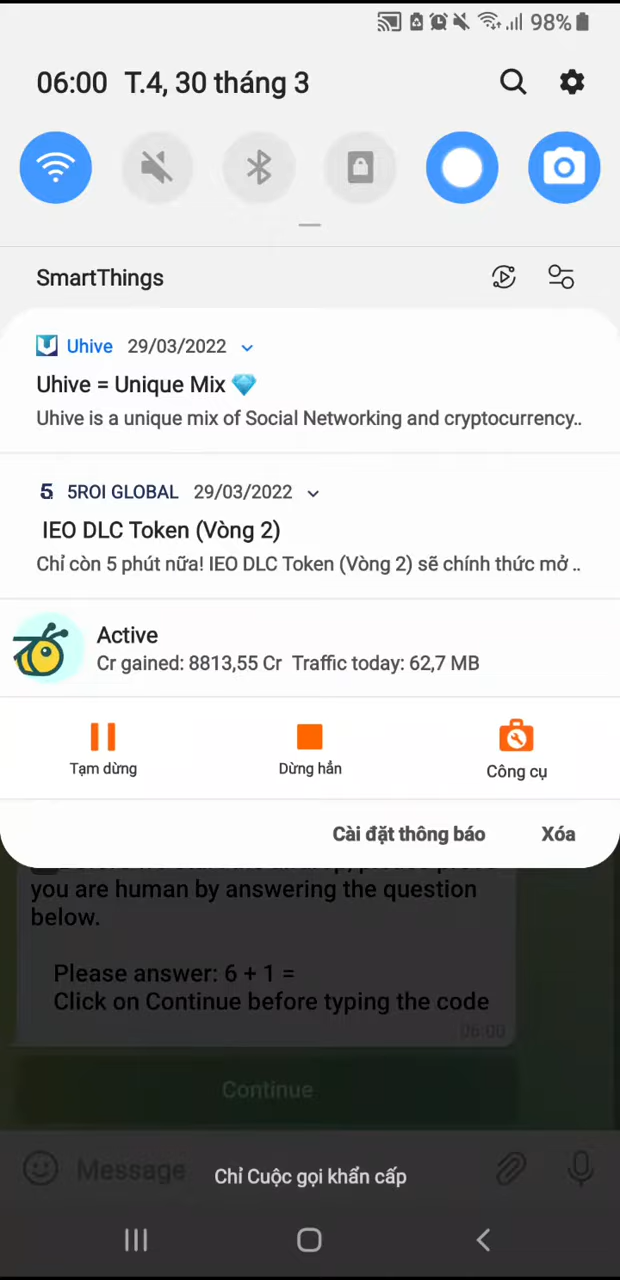 98%
06:00 T.4, 30 tháng 3
SmartThings
Uhive 29/03/2022
Uhive = Unique Mix 💎
Uhive is a unique mix of Social Networking and cryptocurrency..
5 5ROI GLOBAL 29/03/2022
IEO DLC Token (Vòng 2)
Chỉ còn 5 phút nữa! IEO DLC Token (Vòng 2) sẽ chính thức mở ..
Active
Cr gained: 8813,55 Cr Traffic today: 62,7 MB
Tạm dừng Dừng hẳn Công cụ
Cài đặt thông báo Xóa
you are human by answering the question
below.
Please answer: 6 + 1 =
Click on Continue before typing the code
06:00
Continue
Message
Chỉ Cuộc gọi khẩn cấp